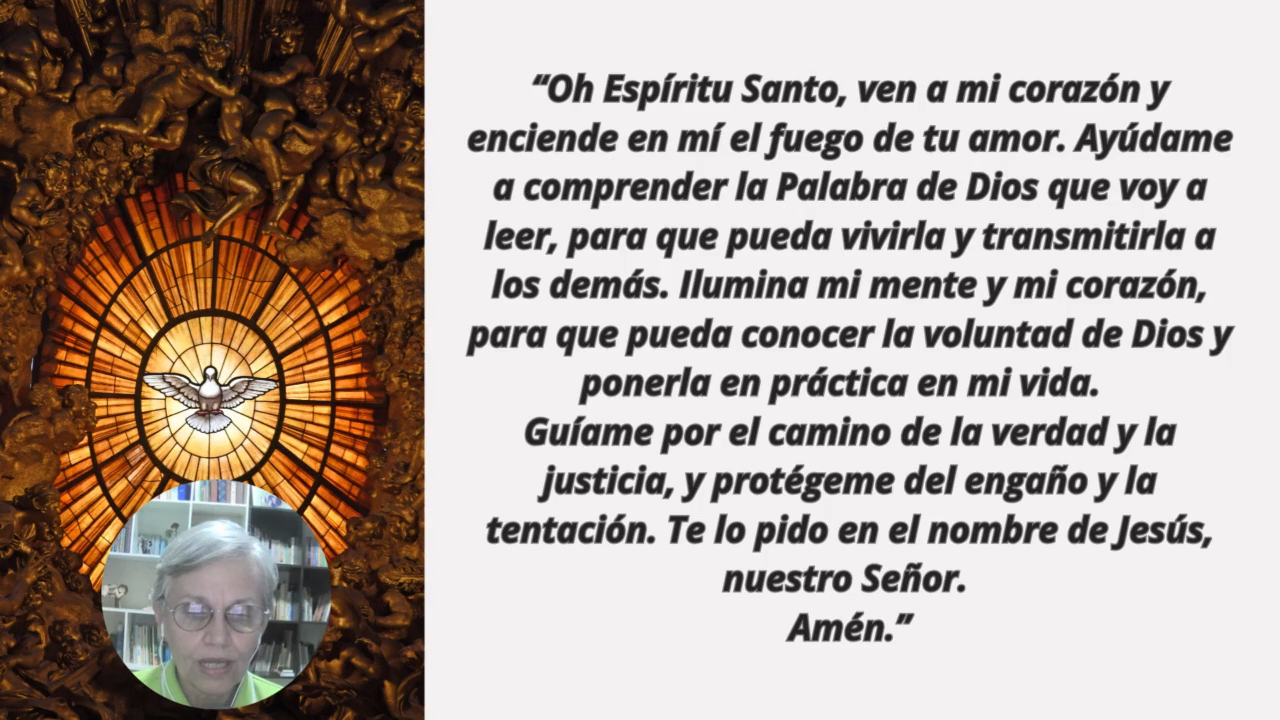 “Oh Espíritu Santo, ven a mi corazón y
enciende en mí el fuego de tu amor. Ayúdame
a comprender la Palabra de Dios que voy a
leer, para que pueda vivirla y transmitirla a
los demás. Ilumina mi mente y mi corazón,
para que pueda conocer la voluntad de Dios y
ponerla en práctica en mi vida.
Guíame por el camino de la verdad y la
justicia, y protégeme del engaño y la
tentación. Te lo pido en el nombre de Jesús,
nuestro Señor.
Amén.”